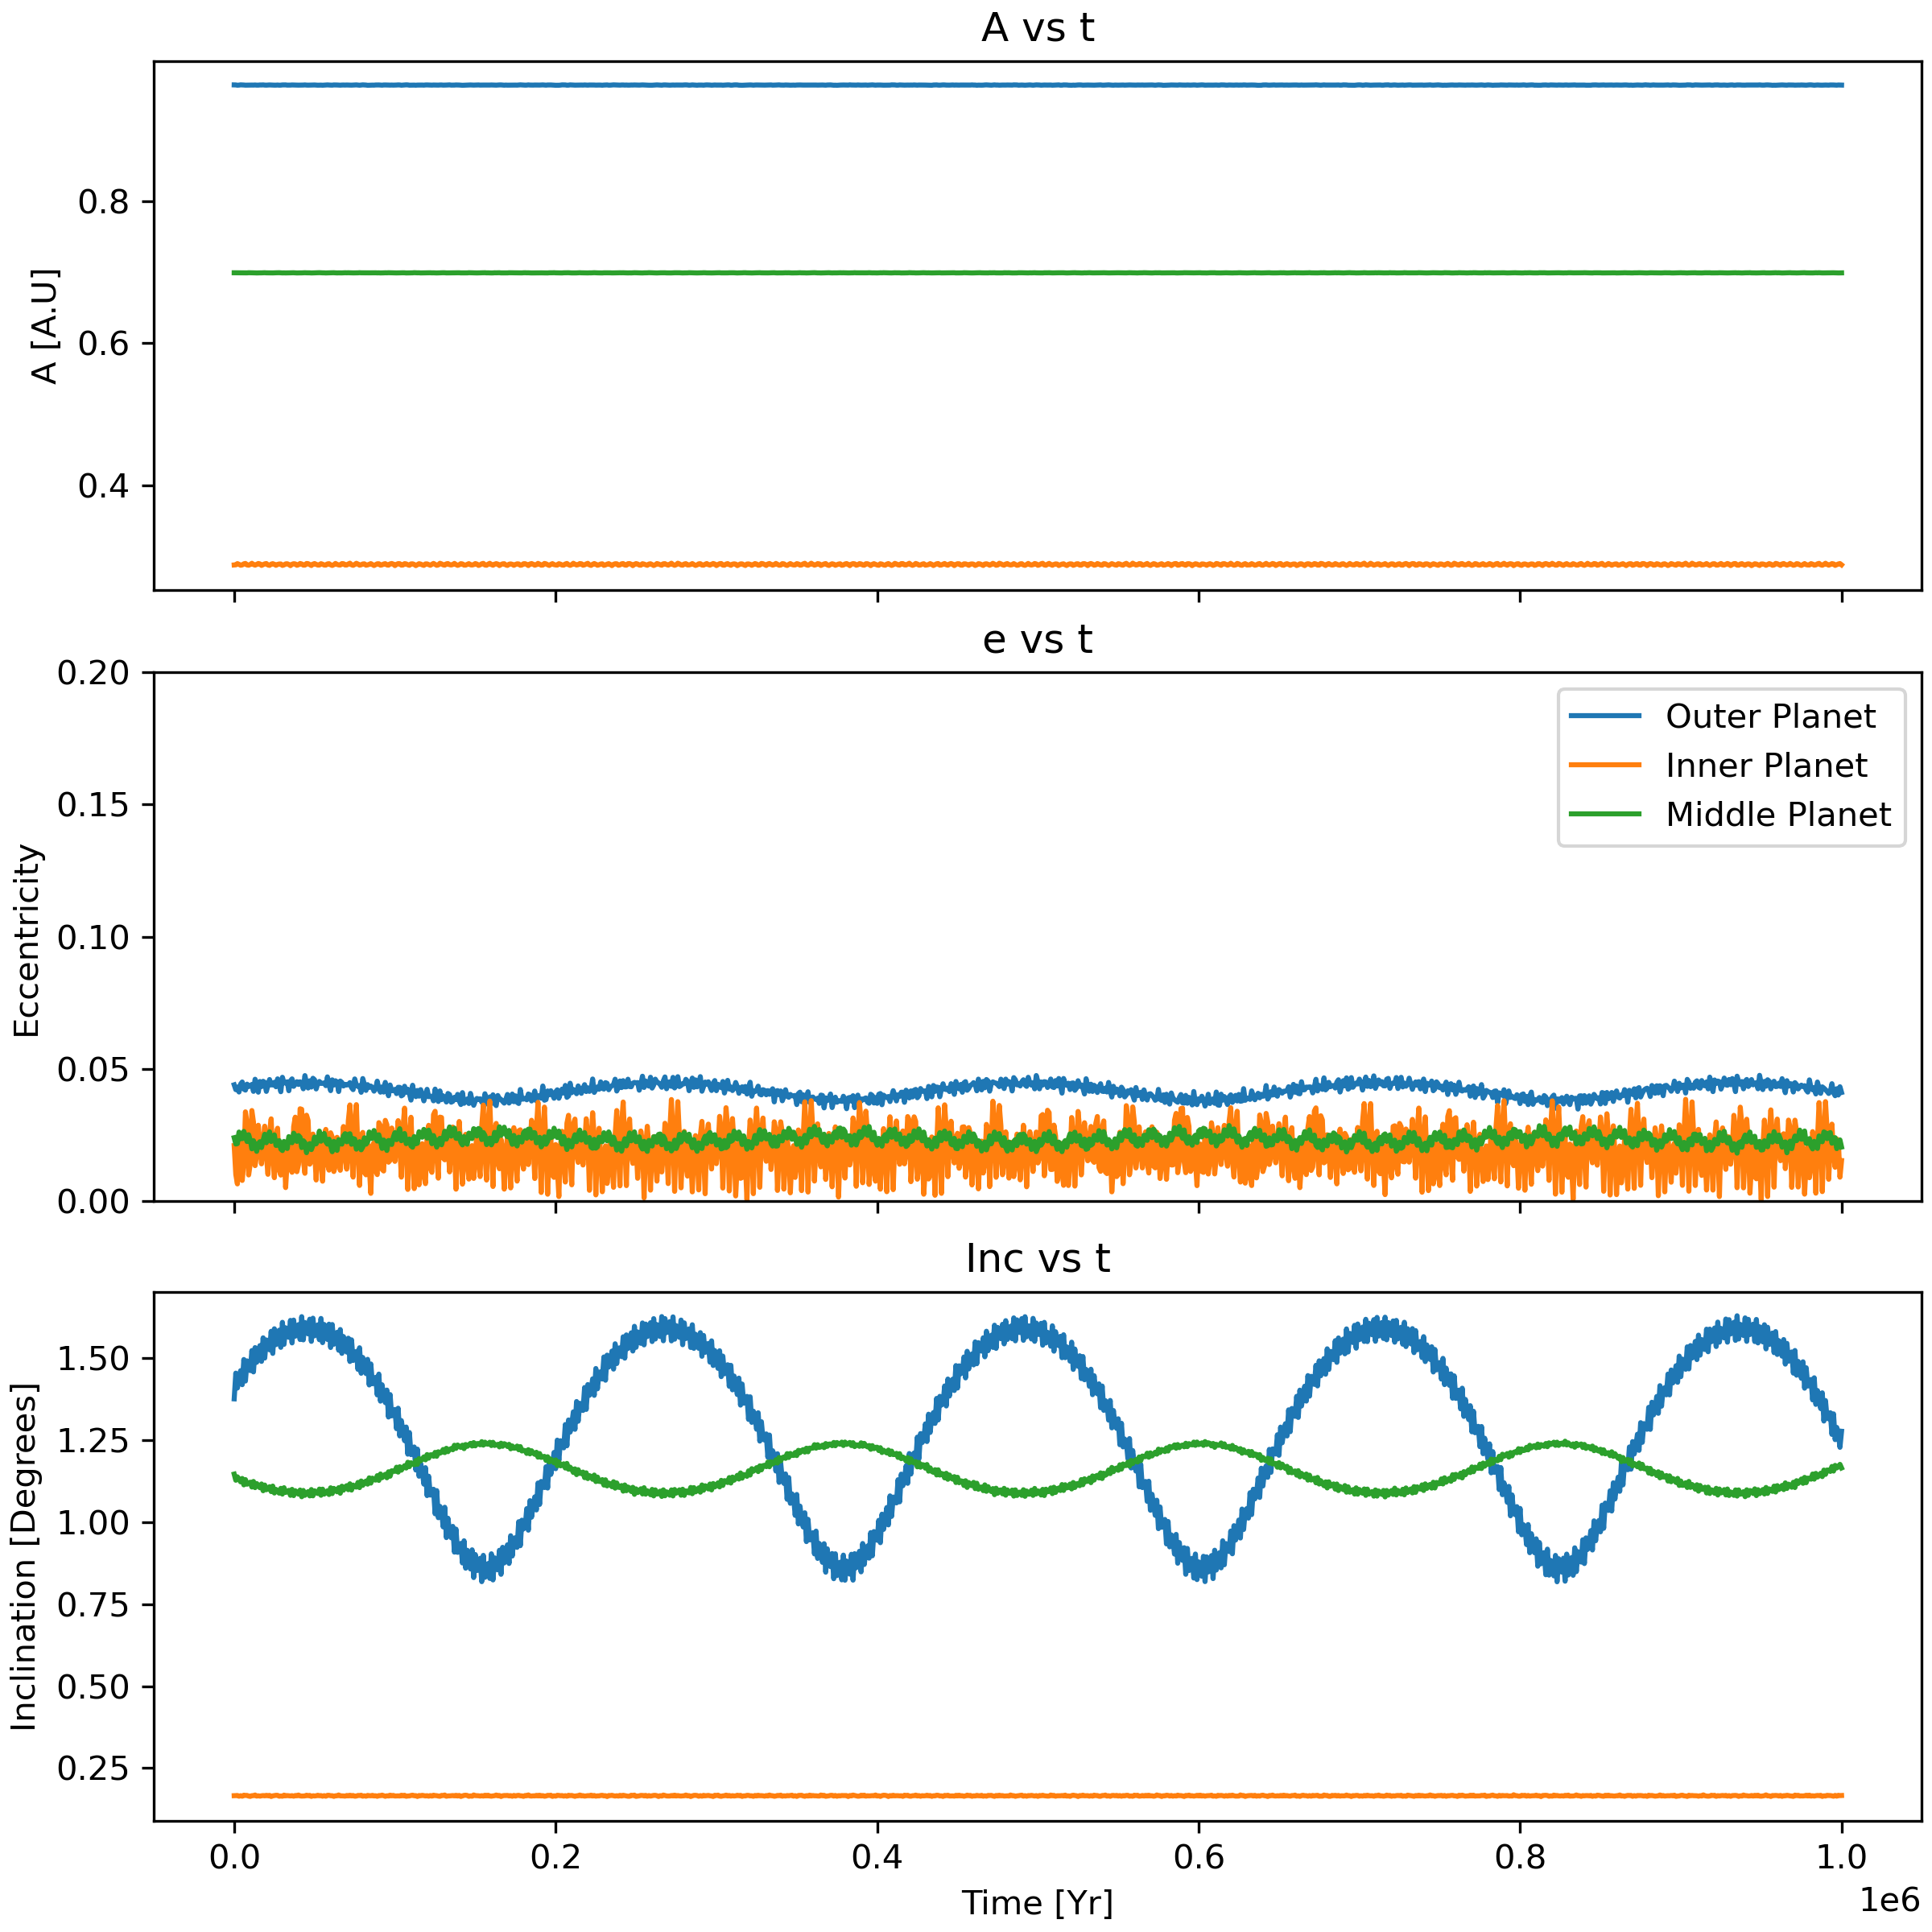 A vs t
A [A.U]
0.8
0.6
0.4
e vs t
Eccentricity
0.20
0.15
0.10
0.05
0.00
Outer Planet
Inner Planet
Middle Planet
Inc vs t
Inclination [Degrees]
1.50
1.25
1.00
0.75
0.50
0.25
0.0 0.2 0.4 0.6 0.8 1.0
Time [Yr]
1e6